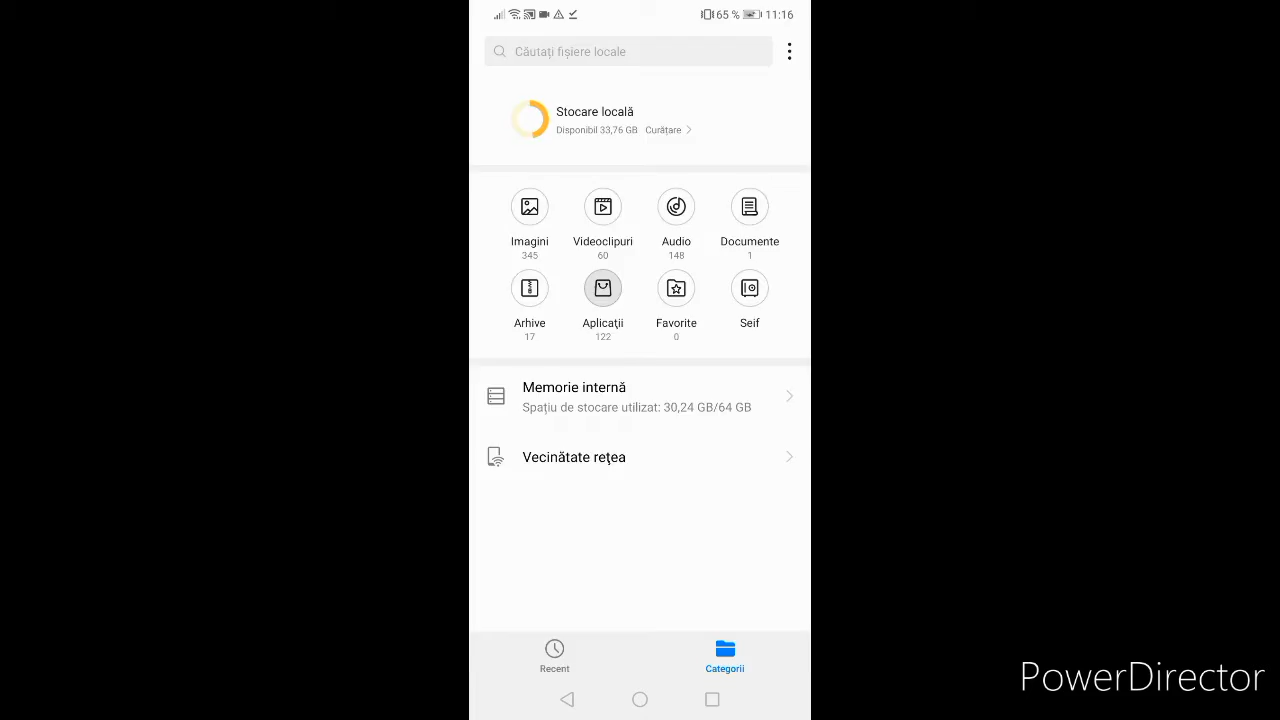 65 % 11:16
Căutați fișiere locale
Stocare locală
Disponibil 33,76 GB Curățare
Imagini Videoclipuri Audio Documente
345 60 148 1
Arhive Aplicaţii Favorite Seif
17 122 0
Memorie internă
Spațiu de stocare utilizat: 30,24 GB/64 GB
Vecinătate reţea
Recent Categorii
PowerDirector